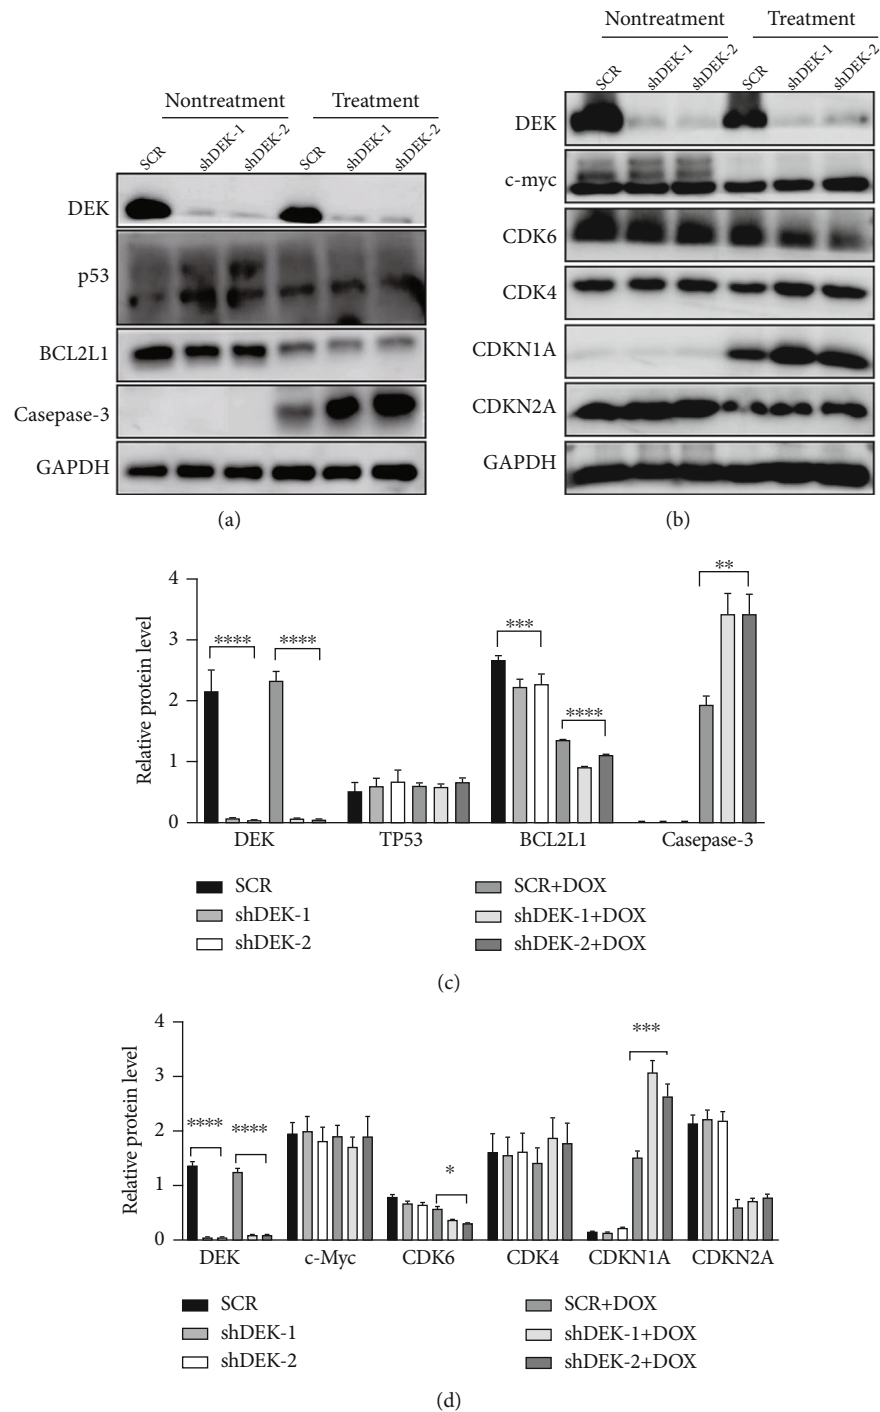 Nontreatment Treatment
SCR shDEK-1 shDEK-2 SCR shDEK-1 shDEK-2
DEK
p53
BCL2L1
Casepase-3
GAPDH
(a)
Nontreatment Treatment
SCR shDEK-1 shDEK-2 SCR shDEK-1 shDEK-2
DEK
c-myc
CDK6
CDK4
CDKN1A
CDKN2A
GAPDH
(b)
Relative protein level
4
3
2
1
0
**** **** *** **** **
DEK TP53 BCL2L1 Casepase-3
SCR SCR+DOX
shDEK-1 shDEK-1+DOX
shDEK-2 shDEK-2+DOX
(c)
Relative protein level
4
3
2
1
0
**** **** * ***
DEK c-Myc CDK6 CDK4 CDKN1A CDKN2A
SCR SCR+DOX
shDEK-1 shDEK-1+DOX
shDEK-2 shDEK-2+DOX
(d)